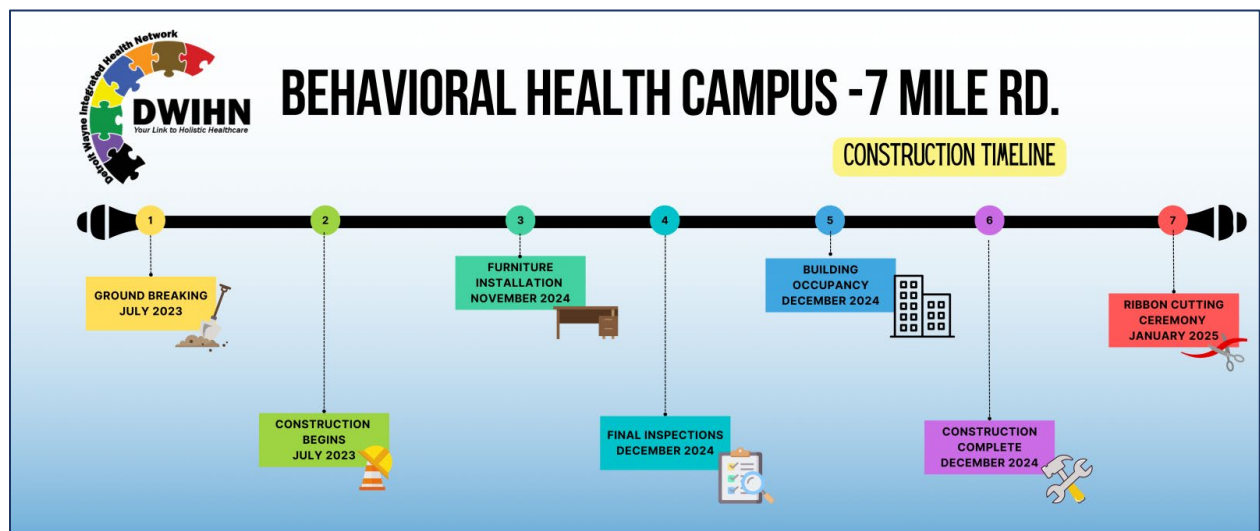 Detroit Wayne Integrated Health Network
DWIHN
Your Link to Holistic Healthcare
BEHAVIORAL HEALTH CAMPUS -7 MILE RD.
CONSTRUCTION TIMELINE
1
2
3
4
5
6
7
GROUND BREAKING
JULY 2023
CONSTRUCTION
BEGINS
JULY 2023
FURNITURE
INSTALLATION
NOVEMBER 2024
FINAL INSPECTIONS
DECEMBER 2024
BUILDING
OCCUPANCY
DECEMBER 2024
CONSTRUCTION
COMPLETE
DECEMBER 2024
RIBBON CUTTING
CEREMONY
JANUARY 2025